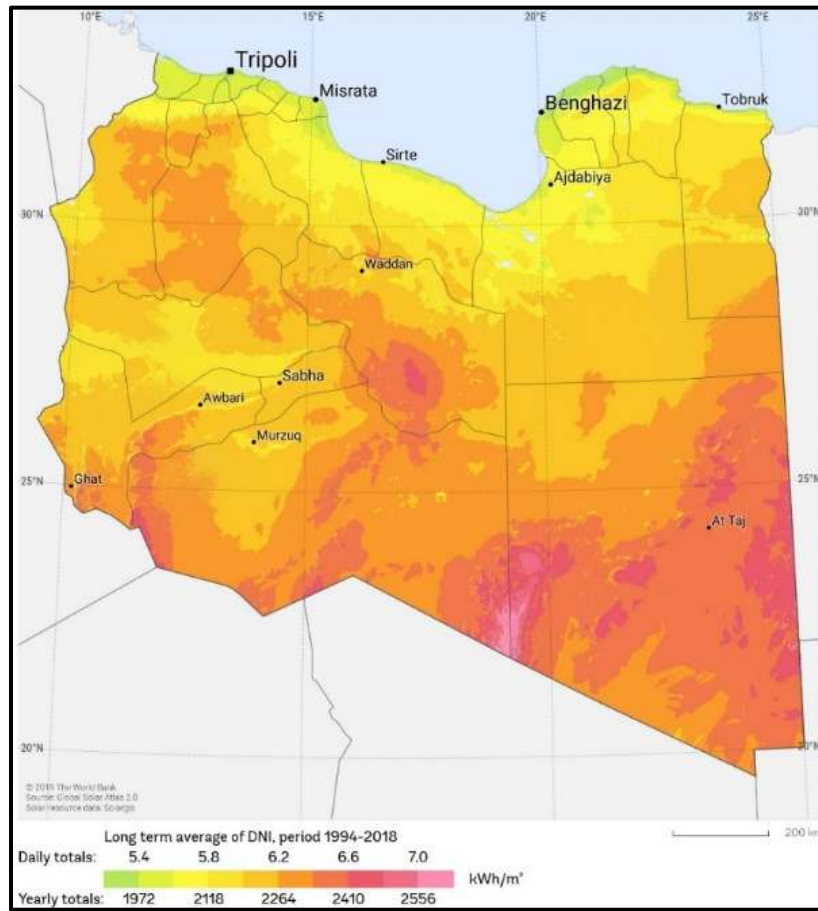 10°E 15°E 20°E 25°E
Tripoli
Misrata
Benghazi
Tobruk
Sirte
Ajdabiya
30°N 30°N
Waddan
Sabha
Awbari
Murzuq
25°N 25°N
Ghat
At Taj
20°N
© 2019 The World Bank
Source: Global Solar Atlas 2.0
Solar resource data: Solargis
Long term average of DNI, period 1994-2018
200 km
Daily totals: 5.4 5.8 6.2 6.6 7.0
kWh/m²
Yearly totals: 1972 2118 2264 2410 2556